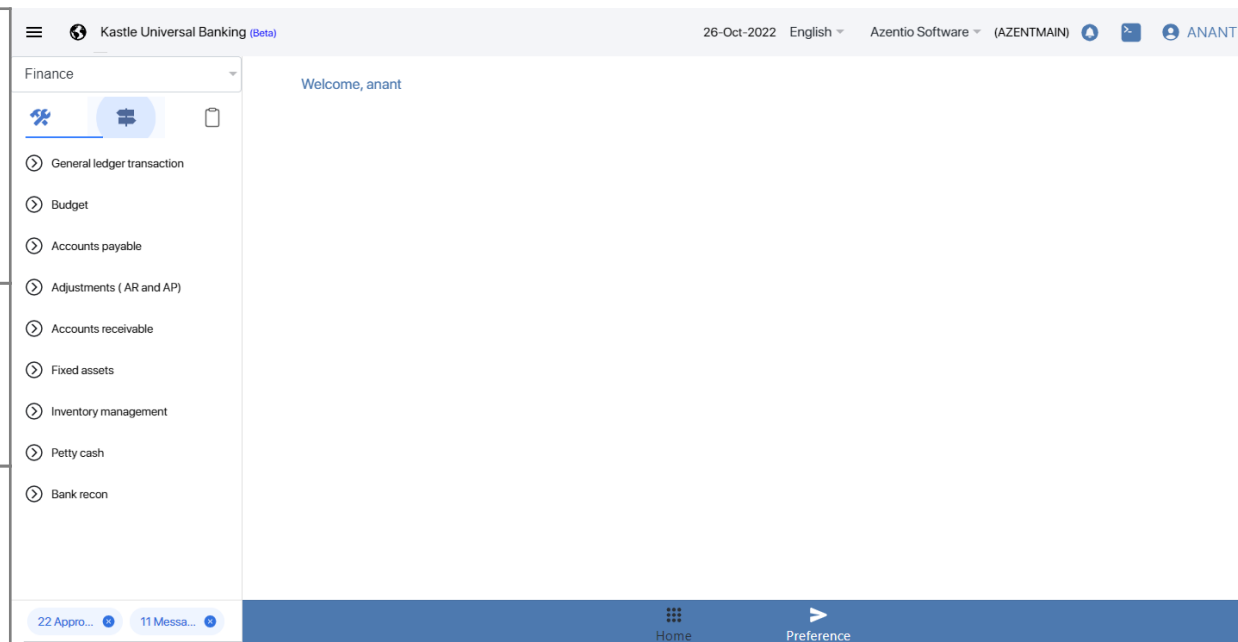 Kastle Universal Banking (Beta)
26-Oct-2022 English Azentio Software (AZENTMAIN) ANANT
Finance
Welcome, anant
General ledger transaction
Budget
Accounts payable
Adjustments ( AR and AP)
Accounts receivable
Fixed assets
Inventory management
Petty cash
Bank recon
22 Appro... 11 Messa...
Home Preference